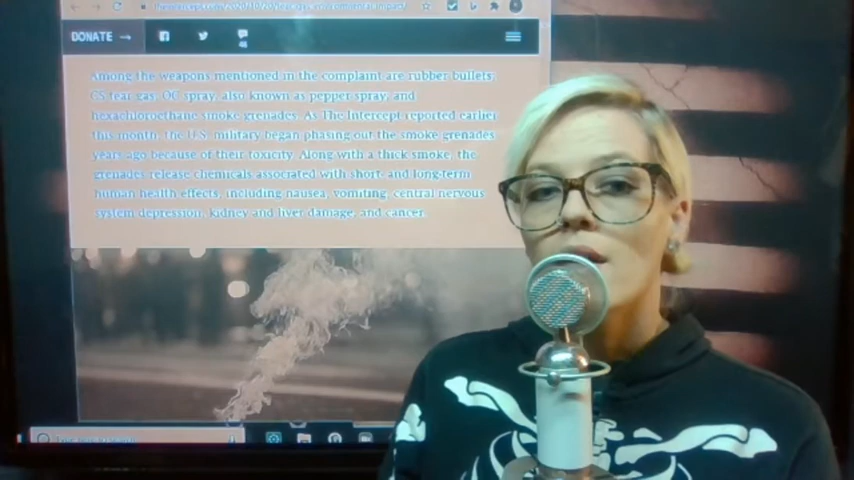 DONATE →
46
Among the weapons mentioned in the complaint are rubber bullets,
CS tear gas, OC spray, also known as pepper spray, and
hexachloroethane smoke grenades. As The Intercept reported earlier
this month, the U.S. military began phasing out the smoke grenades
years ago because of their toxicity. Along with a thick smoke, the
grenades release chemicals associated with short- and long-term
human health effects, including nausea, vomiting, central nervous
system depression, kidney and liver damage, and cancer.